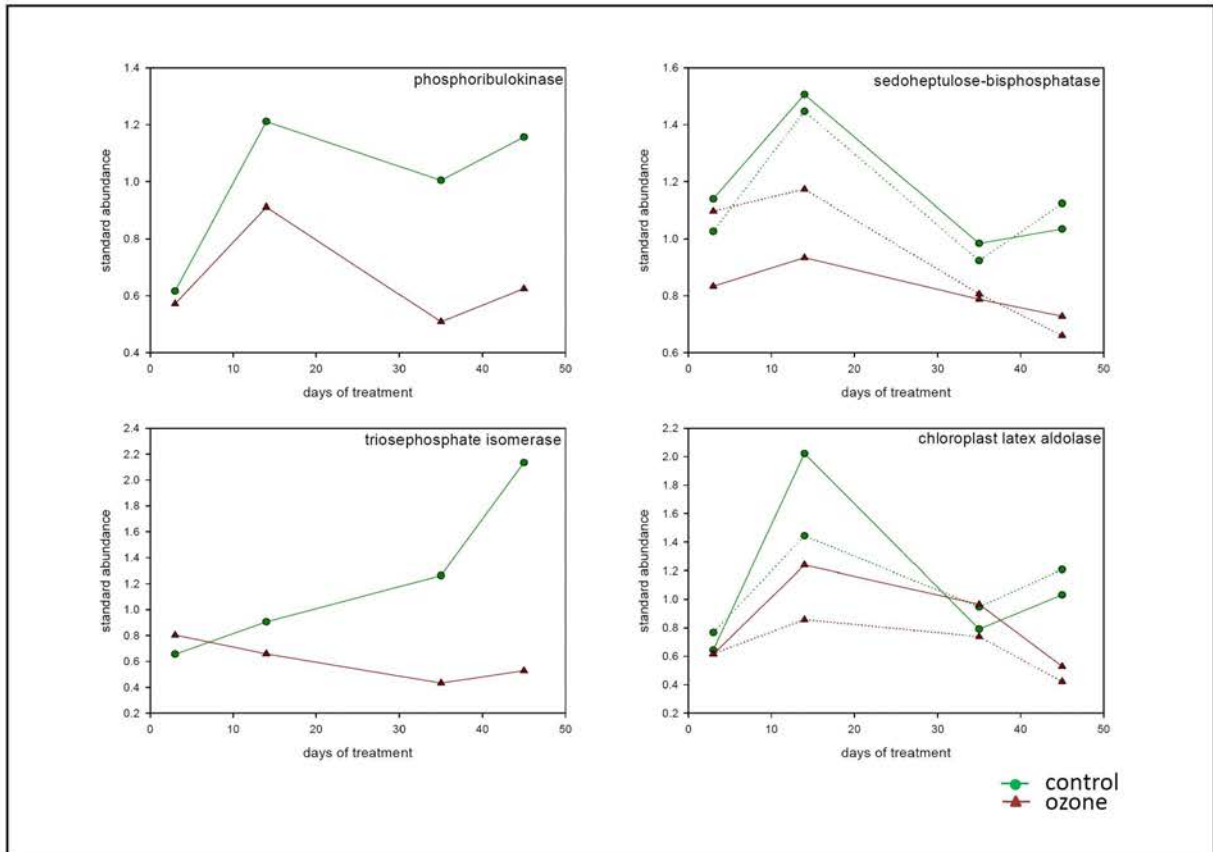 phosphoribulokinase
1.4
1.2
1.0
0.8
0.6
0.4
standard abundance
0 10 20 30 40 50
days of treatment
sedoheptulose-bisphosphatase
1.6
1.4
1.2
1.0
0.8
0.6
standard abundance
0 10 20 30 40 50
days of treatment
triosephosphate isomerase
2.4
2.2
2.0
1.8
1.6
1.4
1.2
1.0
0.8
0.6
0.4
0.2
standard abundance
0 10 20 30 40 50
days of treatment
chloroplast latex aldolase
2.2
2.0
1.8
1.6
1.4
1.2
1.0
0.8
0.6
0.4
0.2
standard abundance
0 10 20 30 40 50
days of treatment
control
ozone